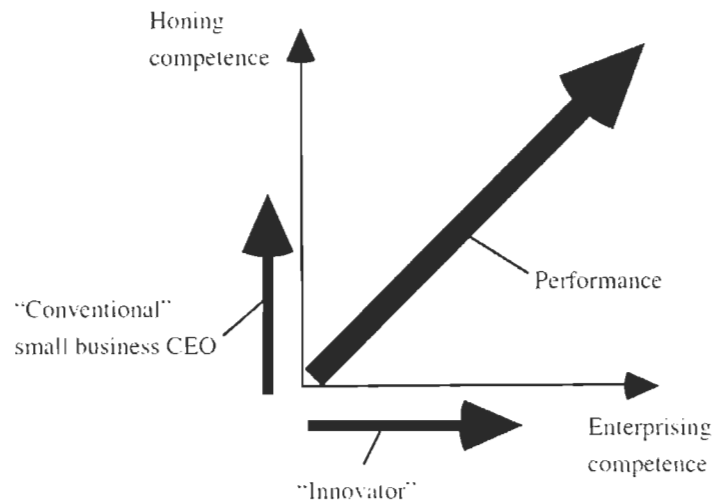 Honing
competence
Performance
“Conventional”
small business CEO
Enterprising
competence
“Innovator”